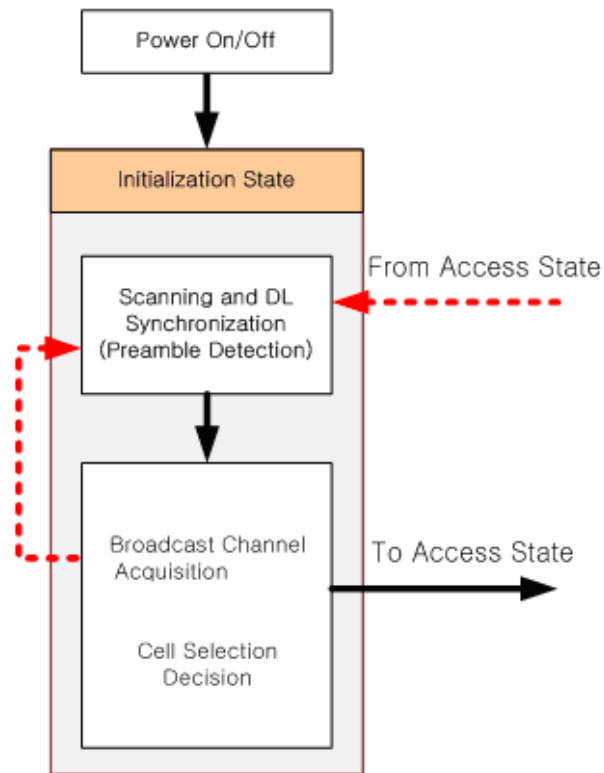 Power On/Off
Initialization State
From Access State
Scanning and DL
Synchronization
(Preamble Detection)
Broadcast Channel
Acquisition
To Access State
Cell Selection
Decision